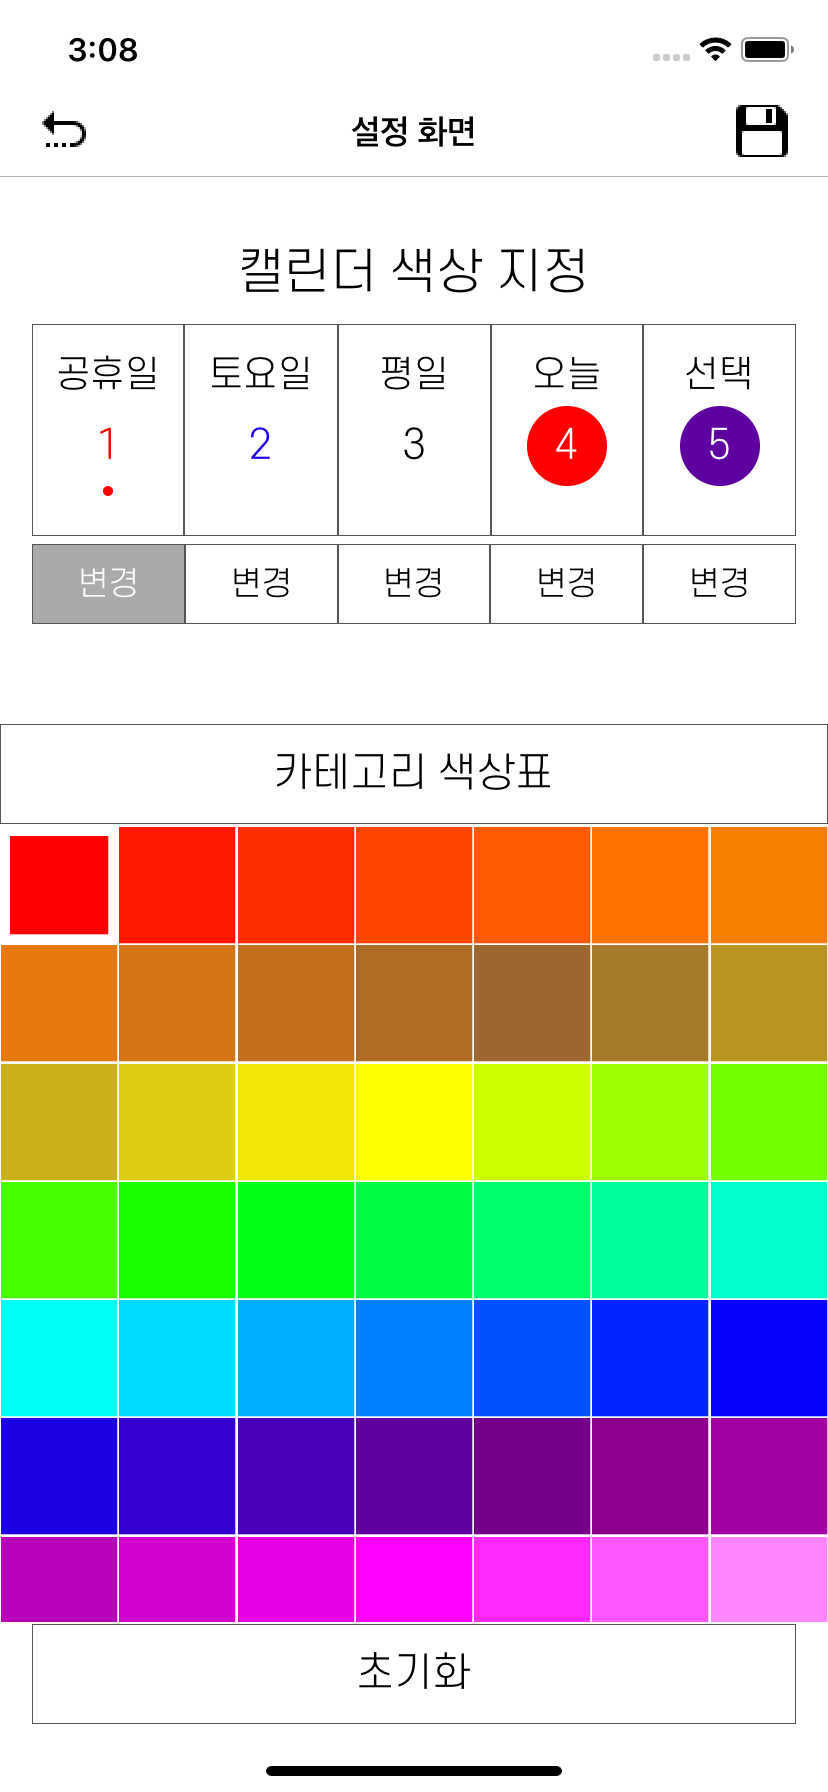 3:08
설정 화면
캘린더 색상 지정
공휴일 토요일 평일 오늘 선택
1 2 3 4 5
변경 변경 변경 변경 변경
카테고리 색상표
초기화